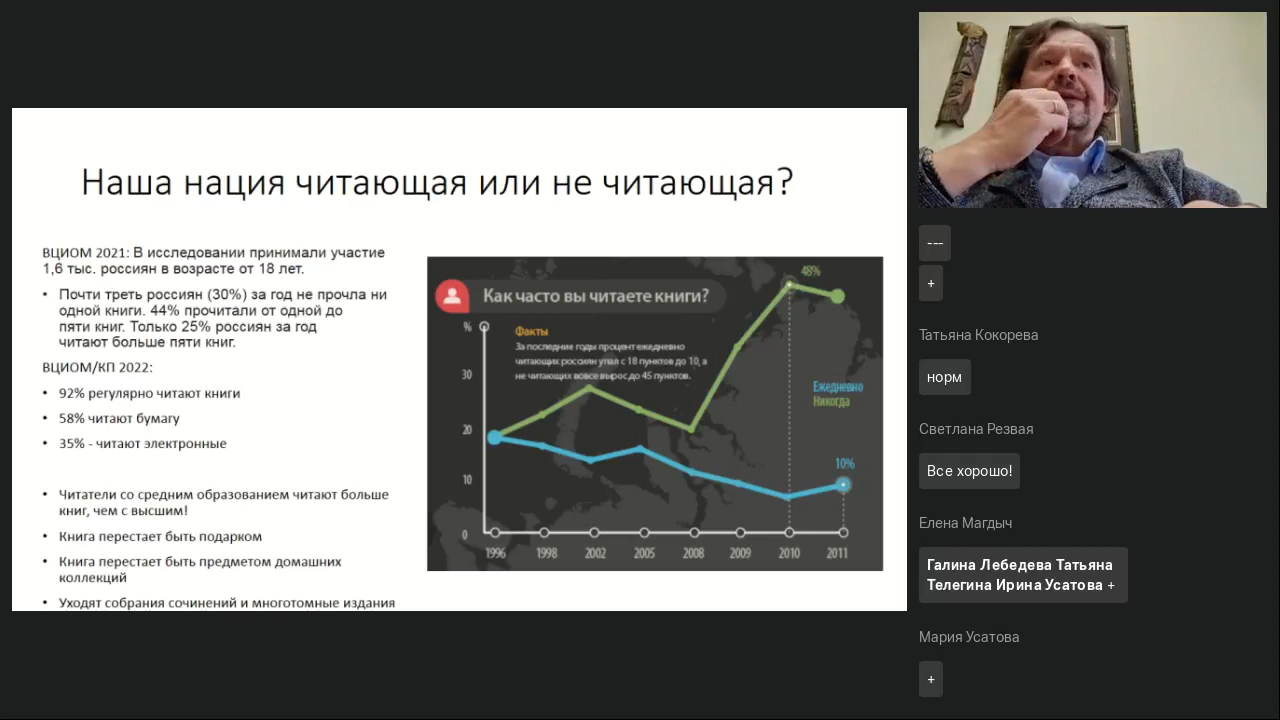 Наша нация читающая или не читающая?
ВЦИОМ 2021: В исследовании принимали участие
1,6 тыс. россиян в возрасте от 18 лет.
• Почти треть россиян (30%) за год не прочла ни
одной книги. 44% прочитали от одной до
пяти книг. Только 25% россиян за год
читают больше пяти книг.
ВЦИОМ/КП 2022:
• 92% регулярно читают книги
• 58% читают бумагу
• 35% - читают электронные
• Читатели со средним образованием читают больше
книг, чем с высшим!
• Книга перестает быть подарком
• Книга перестает быть предметом домашних
коллекций
• Уходят собрания сочинений и многотомные издания
Как часто вы читаете книги?
48%
%
Факты
За последние годы процент ежедневно
читающих россиян упал с 18 пунктов до 10, а
не читающих вовсе вырос до 45 пунктов.
30
20
10
0
Ежедневно
Никогда
10%
1996 1998 2002 2005 2008 2009 2010 2011
---
+
Татьяна Кокорева
норм
Светлана Резвая
Все хорошо!
Елена Магдыч
Галина Лебедева Татьяна
Телегина Ирина Усатова +
Мария Усатова
+